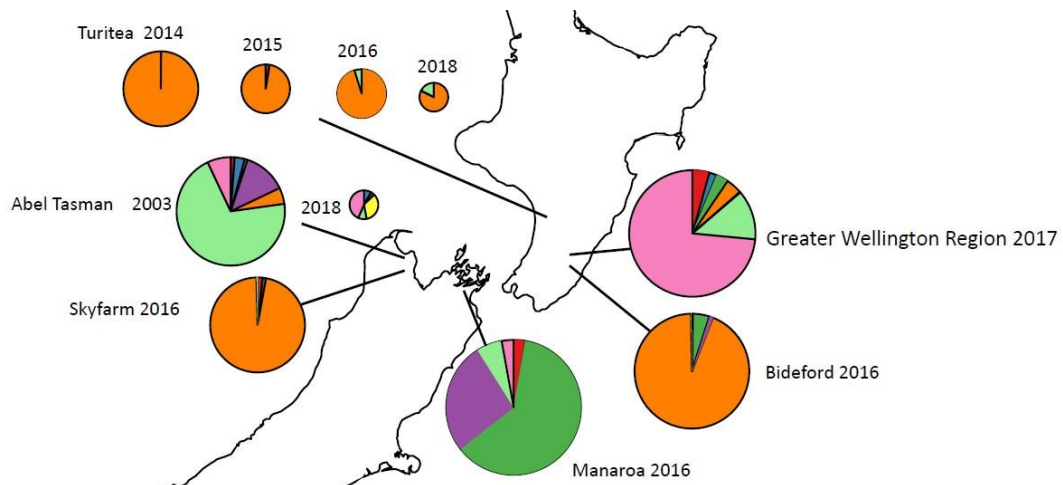 Turitea 2014
2015
2016
2018
Abel Tasman 2003
2018
Greater Wellington Region 2017
Skyfarm 2016
Bideford 2016
Manaroa 2016